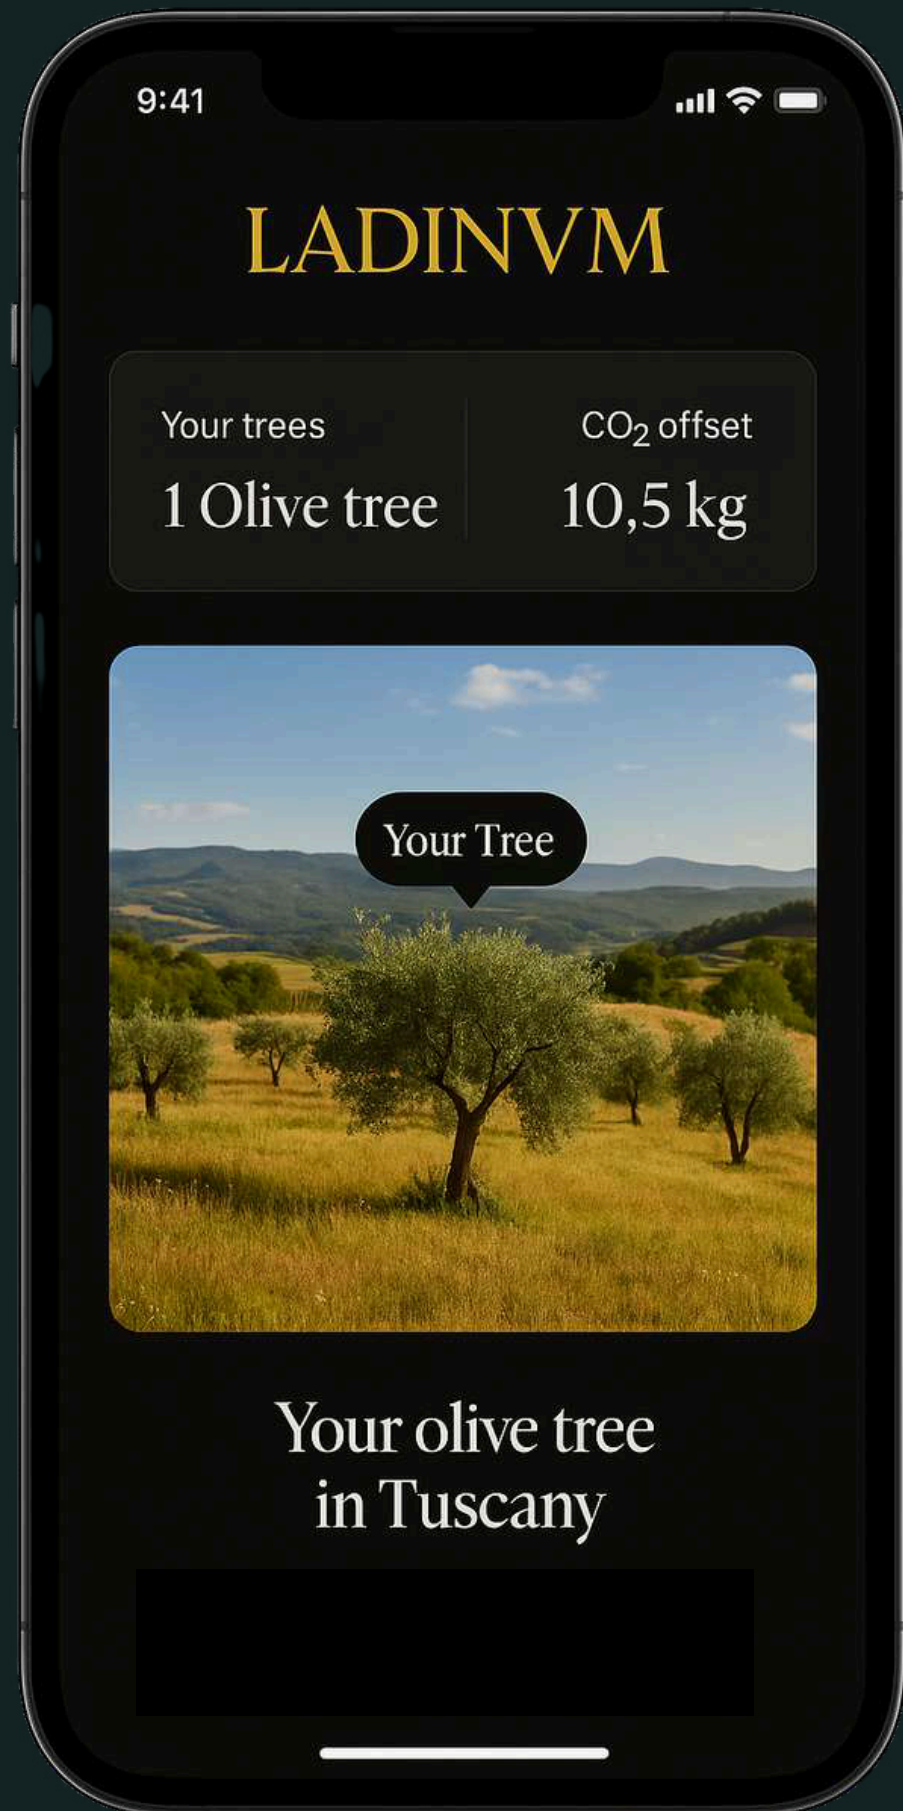 9:41
LADINVM
Your trees
CO₂ offset
1 Olive tree
10,5 kg
Your Tree
Your olive tree
in Tuscany